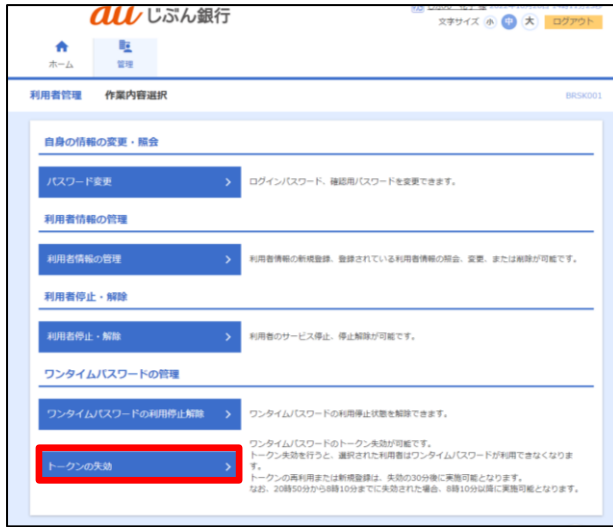 au じぶん銀行
文字サイズ 小 中 大 ログアウト
ホーム 管理
利用者管理 作業内容選択 BRSK001
自身の情報の変更・照会
パスワード変更 ログインパスワード、確認用パスワードを変更できます。
利用者情報の管理
利用者情報の管理 利用者情報の新規登録、登録されている利用者情報の照会、変更、または削除が可能です。
利用者停止・解除
利用者停止・解除 利用者のサービス停止、停止解除が可能です。
ワンタイムパスワードの管理
ワンタイムパスワードの利用停止解除 ワンタイムパスワードの利用停止状態を解除できます。
トークンの失効
ワンタイムパスワードのトークン失効が可能です。
トークン失効を行うと、選択された利用者はワンタイムパスワードが利用できなくなりま
す。
トークンの再利用または新規登録は、失効の30分後に実施可能となります。
なお、20時50分から8時10分までに失効された場合、8時10分以降に実施可能となります。